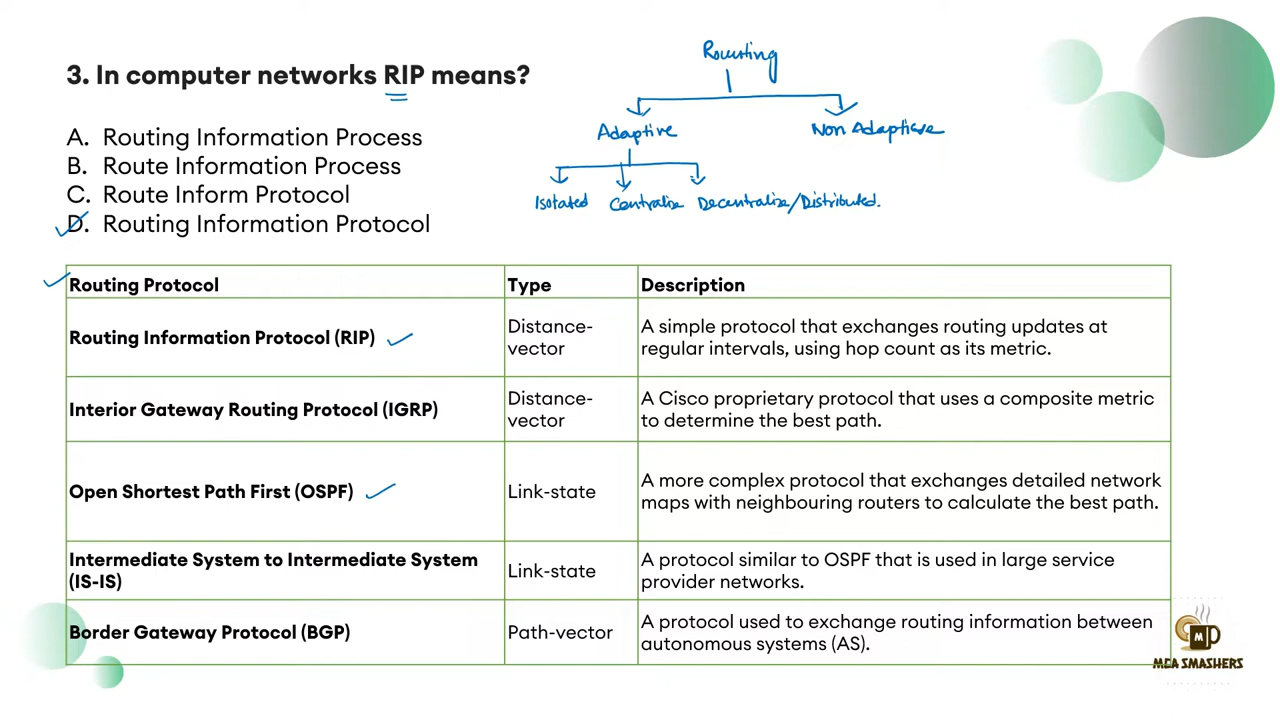 3. In computer networks RIP means?
A. Routing Information Process
B. Route Information Process
C. Route Inform Protocol
D. Routing Information Protocol
Rousting
Adaptive
Non Adaptive
Isolated
Centralize
Decentralize/Distributed.
Routing Protocol
Type
Description
Routing Information Protocol (RIP)
Distance-
vector
A simple protocol that exchanges routing updates at
regular intervals, using hop count as its metric.
Interior Gateway Routing Protocol (IGRP)
Distance-
vector
A Cisco proprietary protocol that uses a composite metric
to determine the best path.
Open Shortest Path First (OSPF)
Link-state
A more complex protocol that exchanges detailed network
maps with neighbouring routers to calculate the best path.
Intermediate System to Intermediate System
(IS-IS)
Link-state
A protocol similar to OSPF that is used in large service
provider networks.
Border Gateway Protocol (BGP)
Path-vector
A protocol used to exchange routing information between
autonomous systems (AS).
M
MCA SMASHERS